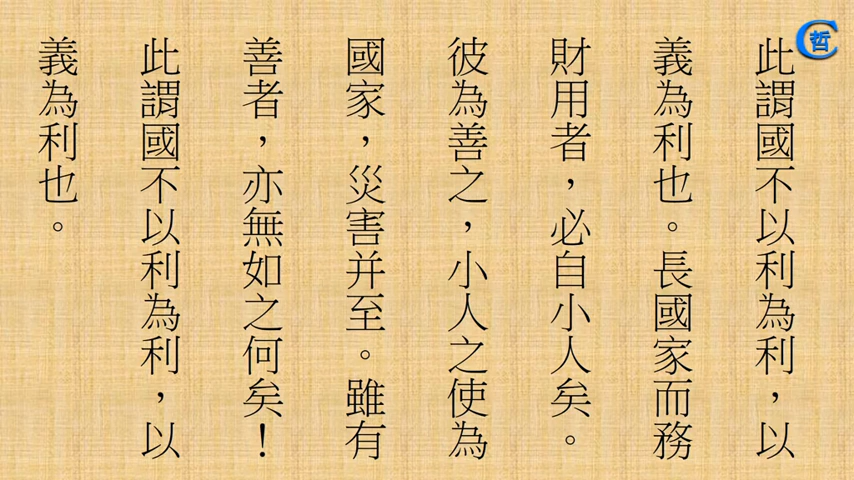 此謂國不以利為利，以
義為利也。長國家而務
財用者，必自小人矣。
彼為善之，小人之使為
國家，災害并至。雖有
善者，亦無如之何矣！
此謂國不以利為利，以
義為利也。
哲